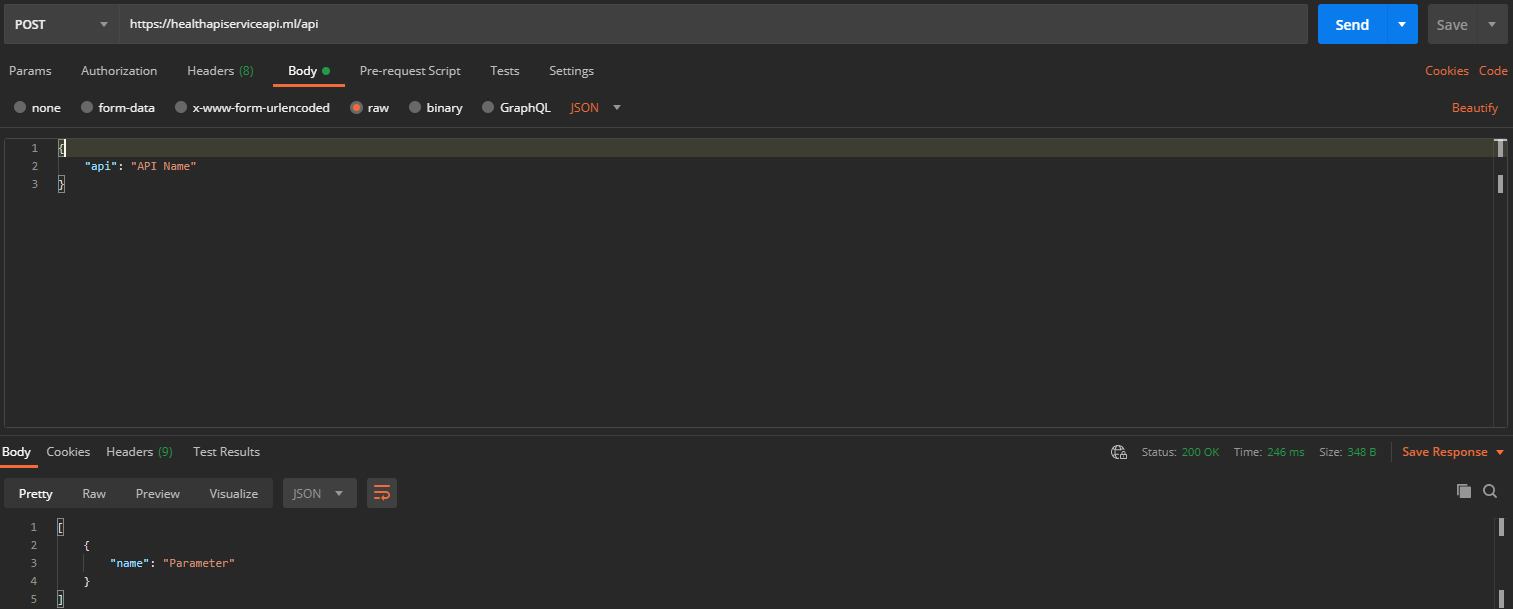 POST https://healthapiserviceapi.ml/api Send Save
Params Authorization Headers (8) Body Pre-request Script Tests Settings Cookies Code
none form-data x-www-form-urlencoded raw binary GraphQL JSON Beautify
1 {
2 "api": "API Name"
3 }
Body Cookies Headers (9) Test Results Status: 200 OK Time: 246 ms Size: 348 B Save Response
Pretty Raw Preview Visualize JSON
1 [
2 {
3 "name": "Parameter"
4 }
5 ]